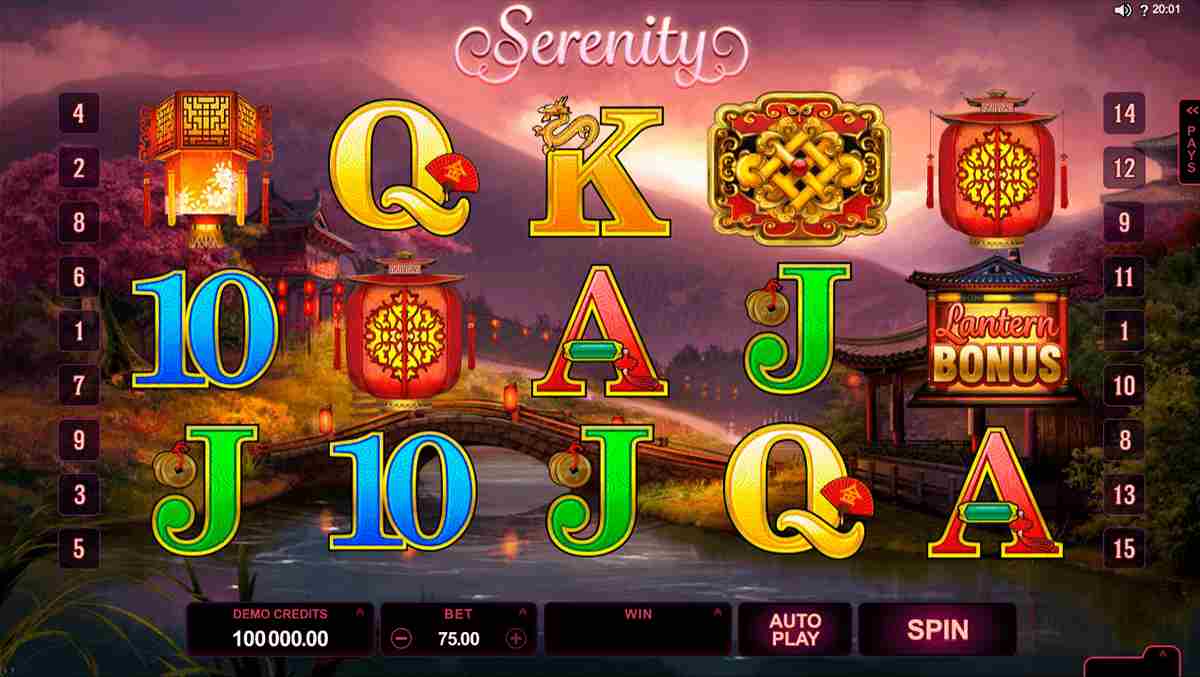 Serenity
? 20:01
4
2
8
6
1
7
9
3
5
Q
K
10
A
J
Lantern
BONUS
J
10
J
Q
A
14
12
9
11
1
10
8
13
15
<< PAYS
DEMO CREDITS
100 000.00
BET
75.00
WIN
AUTO
PLAY
SPIN